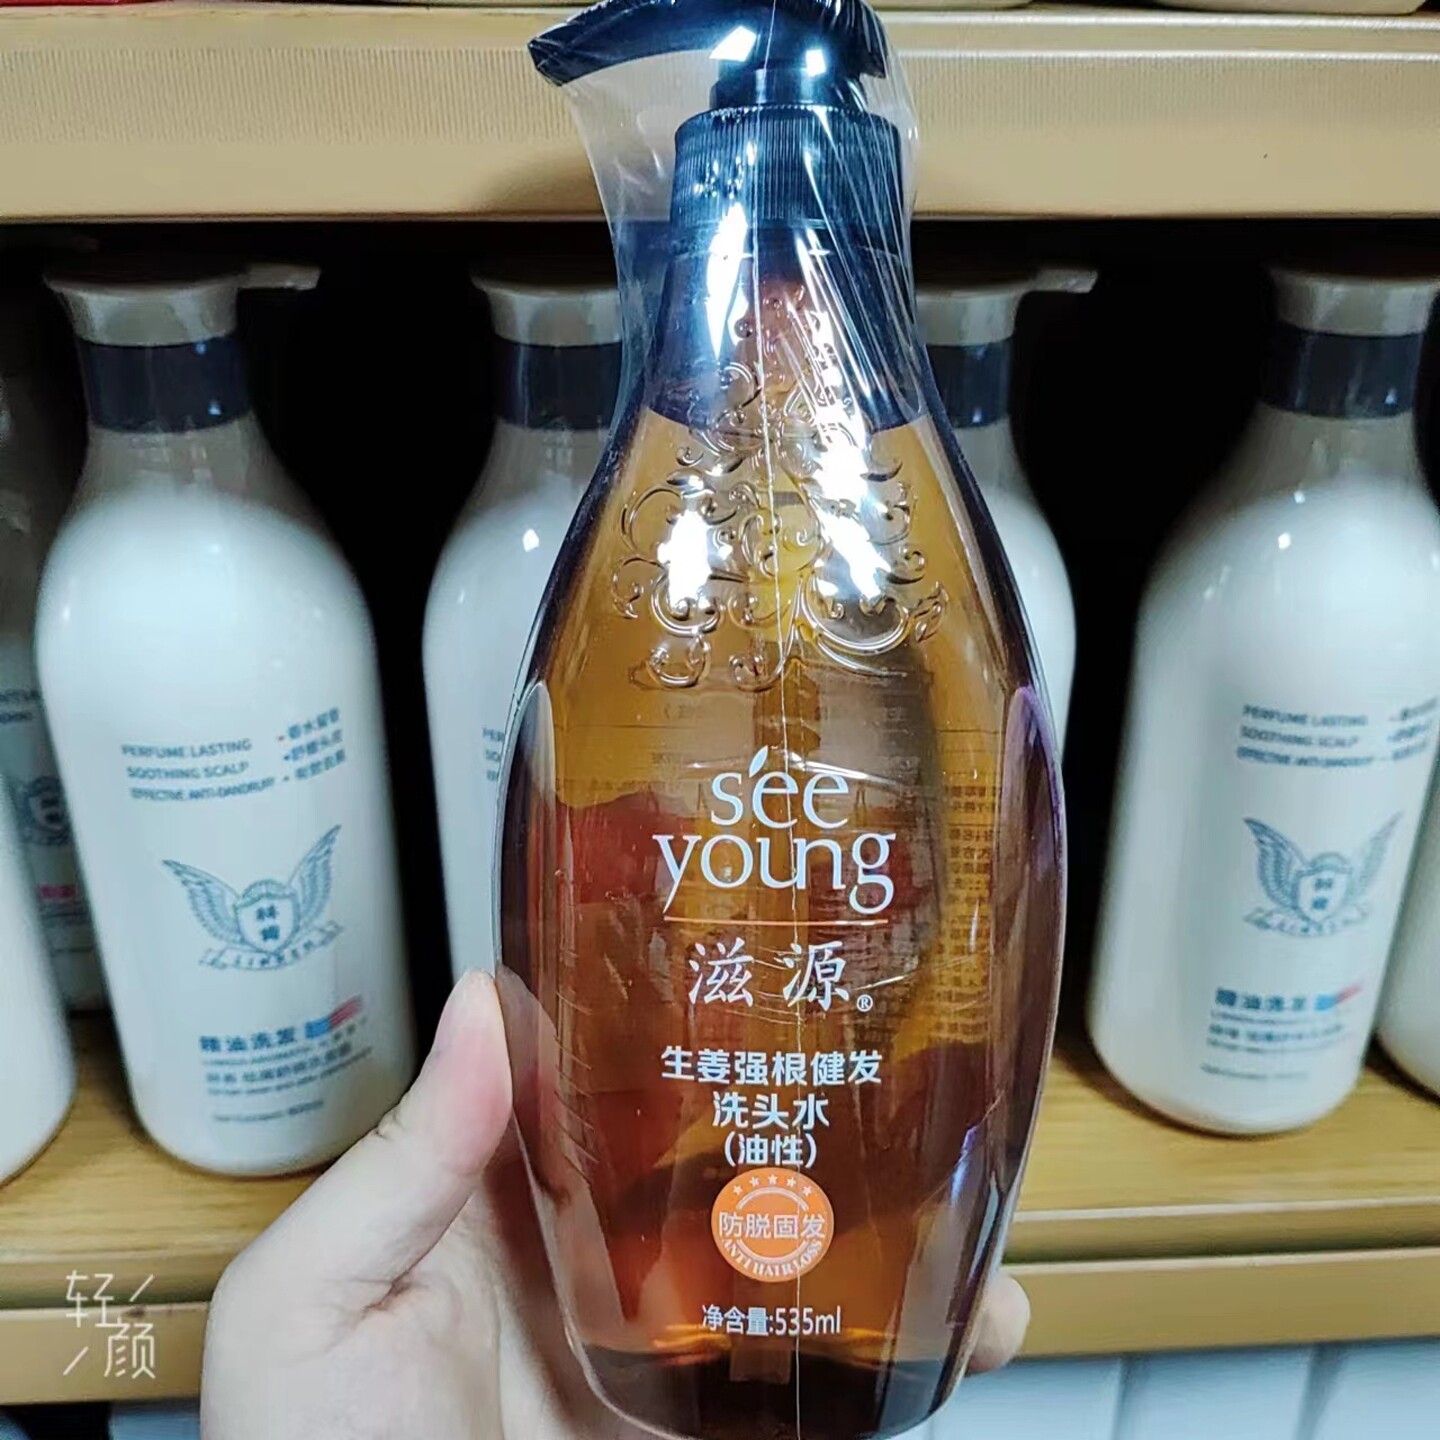 see
young
滋源®
生姜强根健发
洗头水
(油性)
防脱固发
ANTI HAIR LOSS
净含量:535ml
PERFUME LASTING
SOOTHING SCALP
EFFECTIVE ANTI-DANDRUFF
精油洗发
PERFUME LASTING
SOOTHING SCALP
EFFECTIVE ANTI-DANDRUFF
精油洗发
轻
颜